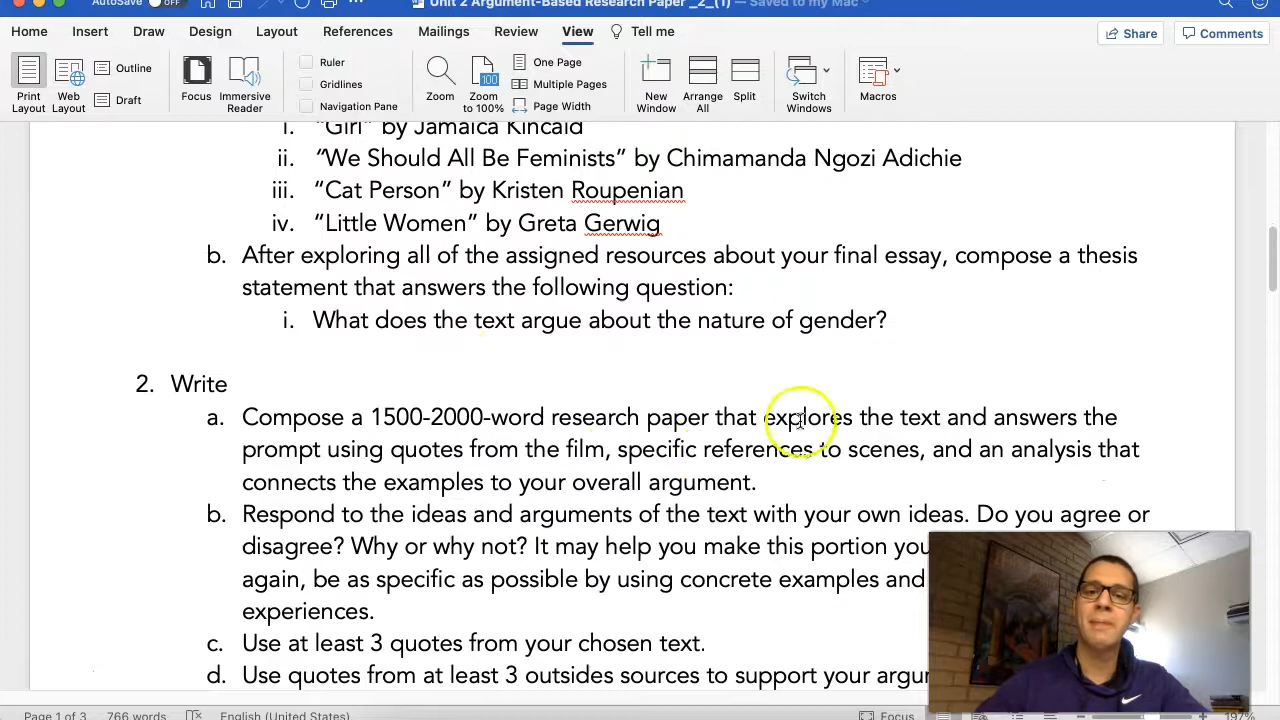 AutoSave OFF
Unit 2 Argument-Based Research Paper _2_(1) — Saved to my Mac
Home Insert Draw Design Layout References Mailings Review View Tell me Share Comments
Print Layout
Web Layout
Outline
Draft
Focus
Immersive Reader
Ruler
Gridlines
Navigation Pane
Zoom
Zoom to 100%
100
One Page
Multiple Pages
Page Width
New Window
Arrange All
Split
Switch Windows
Macros
i. “Girl” by Jamaica Kincaid
ii. “We Should All Be Feminists” by Chimamanda Ngozi Adichie
iii. “Cat Person” by Kristen Roupenian
iv. “Little Women” by Greta Gerwig
b. After exploring all of the assigned resources about your final essay, compose a thesis
statement that answers the following question:
i. What does the text argue about the nature of gender?
2. Write
a. Compose a 1500-2000-word research paper that explores the text and answers the
prompt using quotes from the film, specific references to scenes, and an analysis that
connects the examples to your overall argument.
b. Respond to the ideas and arguments of the text with your own ideas. Do you agree or
disagree? Why or why not? It may help you make this portion
again, be as specific as possible by using concrete examples and
experiences.
c. Use at least 3 quotes from your chosen text.
d. Use quotes from at least 3 outsides sources to support your
Page 1 of 3 766 words English (United States) Focus 197%